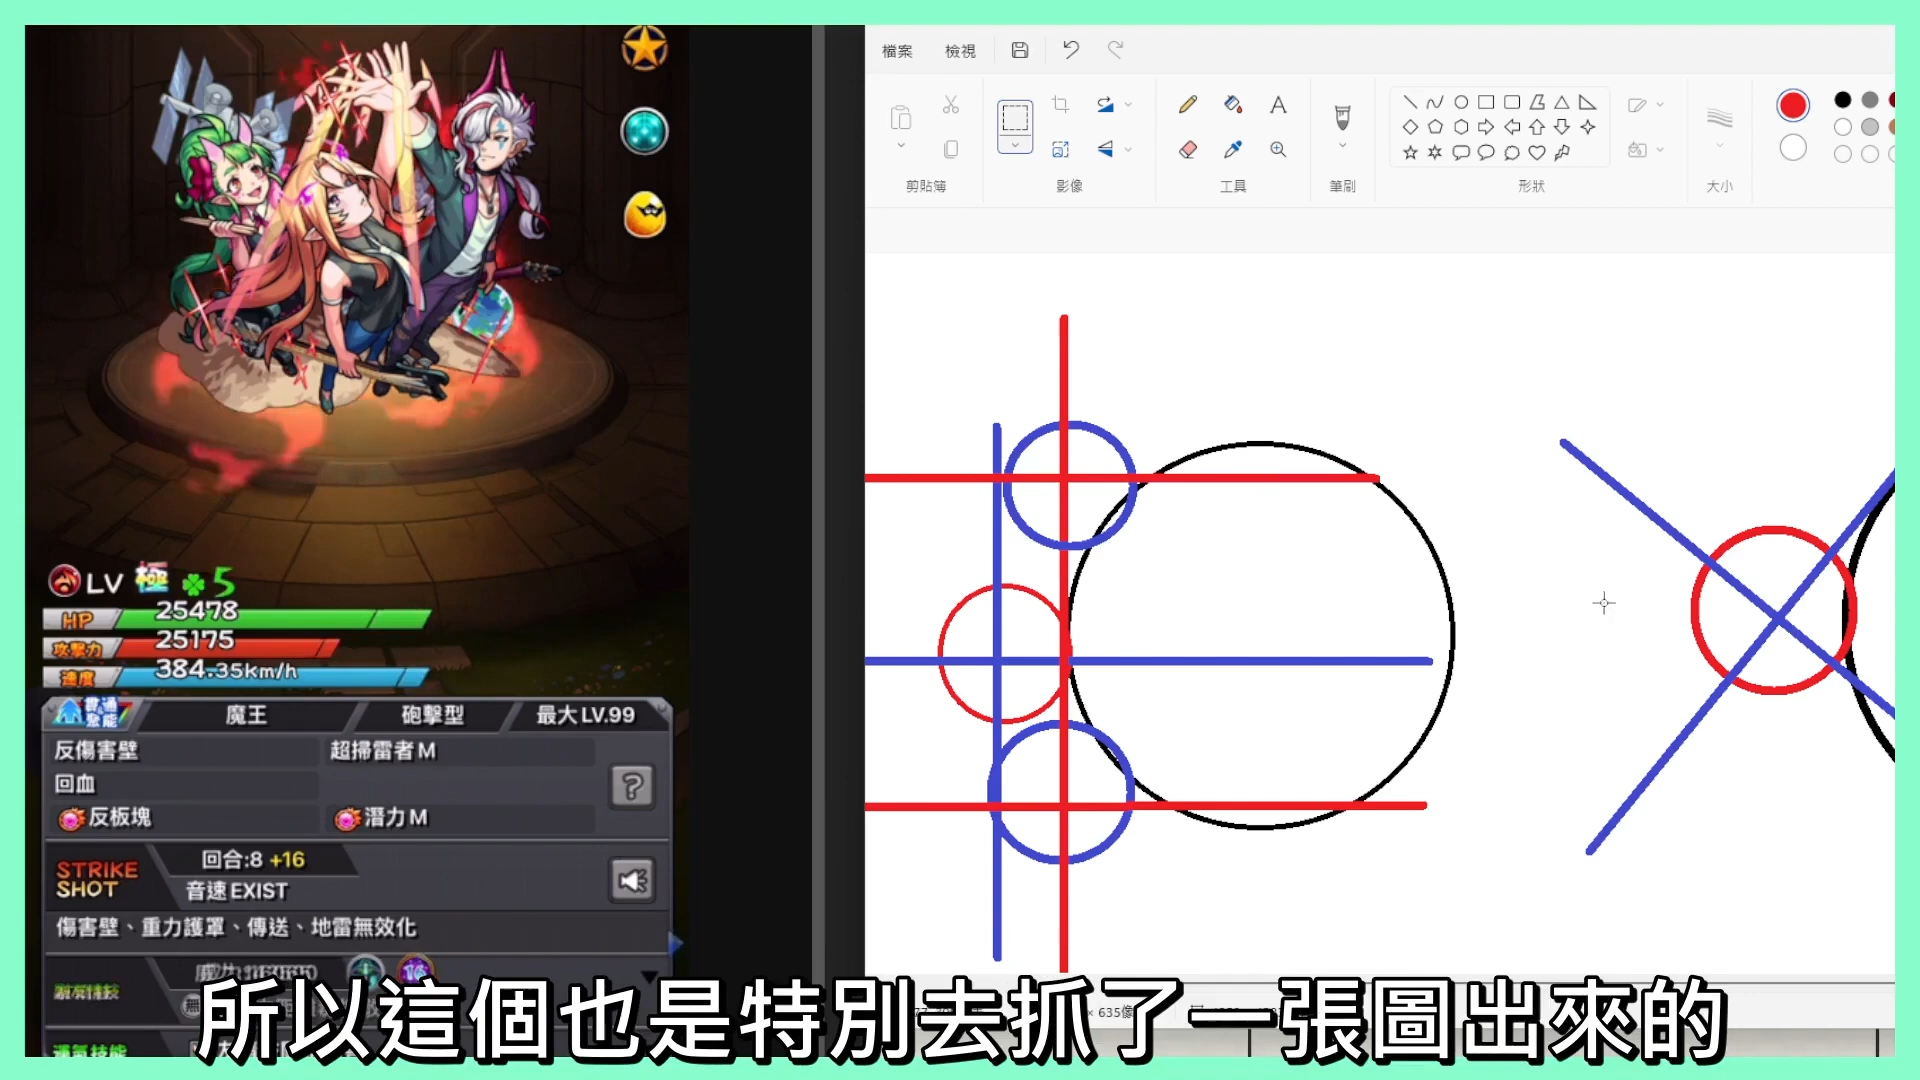 LV 極 5
HP 25478
攻擊力 25175
速度 384.35km/h
魔王 砲擊型 最大LV.99
反傷害壁 超掃雷者M
回血
反板塊 潛力M
STRIKE SHOT
回合:8 +16
音速EXIST
傷害壁、重力護罩、傳送、地雷無效化
檔案 檢視
剪貼簿 影像 工具 筆刷 形狀 大小
× 635像
所以這個也是特別去抓了一張圖出來的